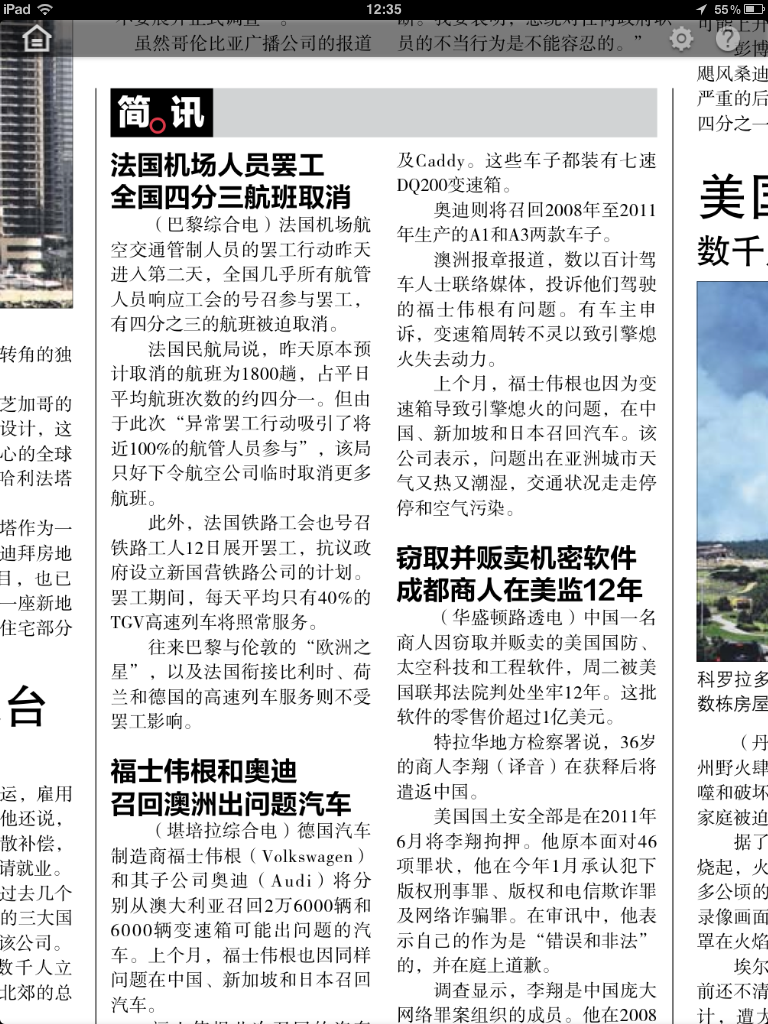 iPad
12:35
55%
虽然哥伦比亚广播公司的报道
员的不当行为是不能容忍的。”
飓风桑迪
严重的后
四分之一
简讯
法国机场人员罢工
全国四分三航班取消
（巴黎综合电）法国机场航
空交通管制人员的罢工行动昨天
进入第二天，全国几乎所有航管
人员响应工会的号召参与罢工，
有四分之三的航班被迫取消。
法国民航局说，昨天原本预
计取消的航班为1800趟，占平日
平均航班次数的约四分一。但由
于此次“异常罢工行动吸引了将
近100%的航管人员参与”，该局
只好下令航空公司临时取消更多
航班。
此外，法国铁路工会也号召
铁路工人12日展开罢工，抗议政
府设立新国营铁路公司的计划。
罢工期间，每天平均只有40%的
TGV高速列车将照常服务。
往来巴黎与伦敦的“欧洲之
星”，以及法国衔接比利时、荷
兰和德国的高速列车服务则不受
罢工影响。
福士伟根和奥迪
召回澳洲出问题汽车
（堪培拉综合电）德国汽车
制造商福士伟根（Volkswagen）
和其子公司奥迪（Audi）将分
别从澳大利亚召回2万6000辆和
6000辆变速箱可能出问题的汽
车。上个月，福士伟根也因同样
问题在中国、新加坡和日本召回
汽车。
及Caddy。这些车子都装有七速
DQ200变速箱。
奥迪则将召回2008年至2011
年生产的A1和A3两款车子。
澳洲报章报道，数以百计驾
车人士联络媒体，投诉他们驾驶
的福士伟根有问题。有车主申
诉，变速箱周转不灵以致引擎熄
火失去动力。
上个月，福士伟根也因为变
速箱导致引擎熄火的问题，在中
国、新加坡和日本召回汽车。该
公司表示，问题出在亚洲城市天
气又热又潮湿，交通状况走走停
停和空气污染。
窃取并贩卖机密软件
成都商人在美监12年
（华盛顿路透电）中国一名
商人因窃取并贩卖的美国国防、
太空科技和工程软件，周二被美
国联邦法院判处坐牢12年。这批
软件的零售价超过1亿美元。
特拉华地方检察署说，36岁
的商人李翔（译音）在获释后将
遣返中国。
美国国土安全部是在2011年
6月将李翔拘押。他原本面对46
项罪状，他在今年1月承认犯下
版权刑事罪、版权和电信欺诈罪
及网络诈骗罪。在审讯中，他表
示自己的作为是“错误和非法”
的，并在庭上道歉。
调查显示，李翔是中国庞大
网络罪案组织的成员。他在2008
转角的独
芝加哥的
设计，这
心的全球
哈利法塔
塔作为一
迪拜房地
目，也已
一座新地
住宅部分
台
运，雇用
他还说，
散补偿，
请就业。
过去几个
的三大国
该公司。
数千人立
北郊的总
美国
数千
科罗拉多
数栋房屋
（丹
州野火肆
噬和破坏
家庭被迫
据了
烧起，火
多公顷的
录像画面
罩在火焰
埃尔
前还不清
计，遭大